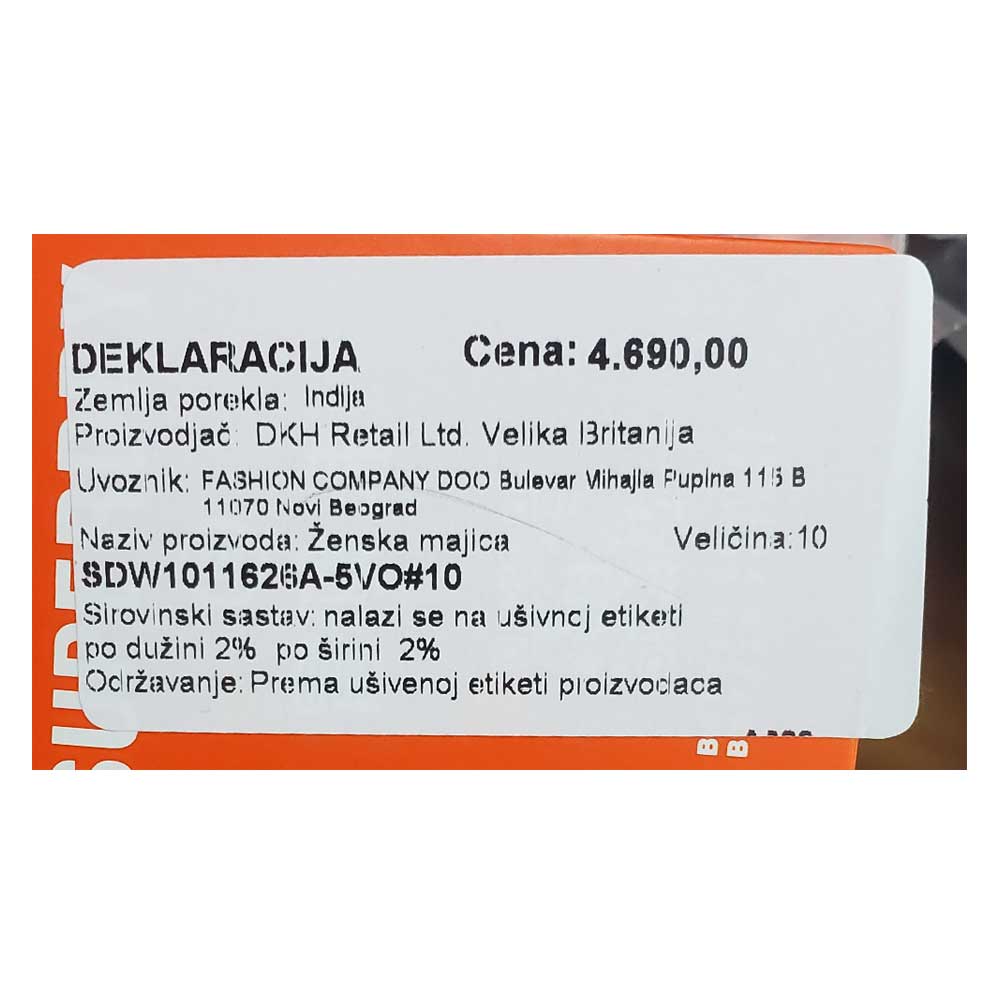 DEKLARACIJA Cena: 4.690,00
Zemlja porekla: Indija
Proizvodjač: DKH Retail Ltd. Velika Britanija
Uvoznik: FASHION COMPANY DOO Bulevar Mihajla Pupina 115 B
11070 Novi Beograd
Naziv proizvoda: Ženska majica Veličina:10
SDW1011626A-5VO#10
Sirovinski sastav: nalazi se na ušivnoj etiketi
po dužini 2% po širini 2%
Održavanje: Prema ušivenoj etiketi proizvodaca